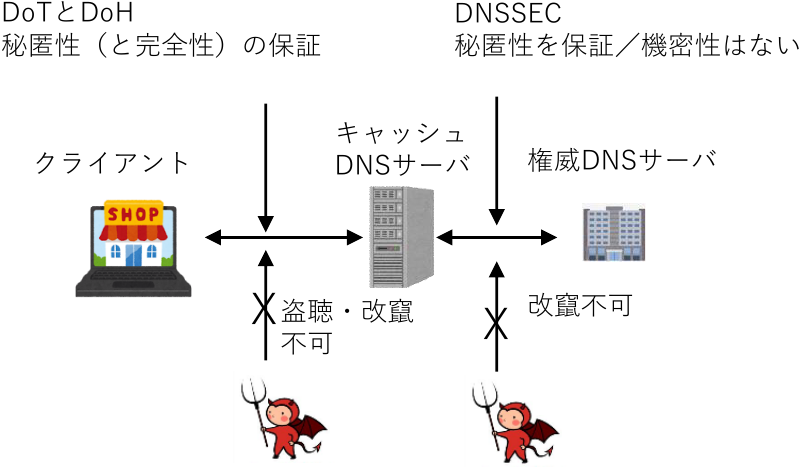 DoTとDoH
秘匿性（と完全性）の保証
DNSSEC
秘匿性を保証／機密性はない
クライアント
キャッシュ
DNSサーバ
権威DNSサーバ
SHOP
X
盗聴・改竄
不可
X
改竄不可